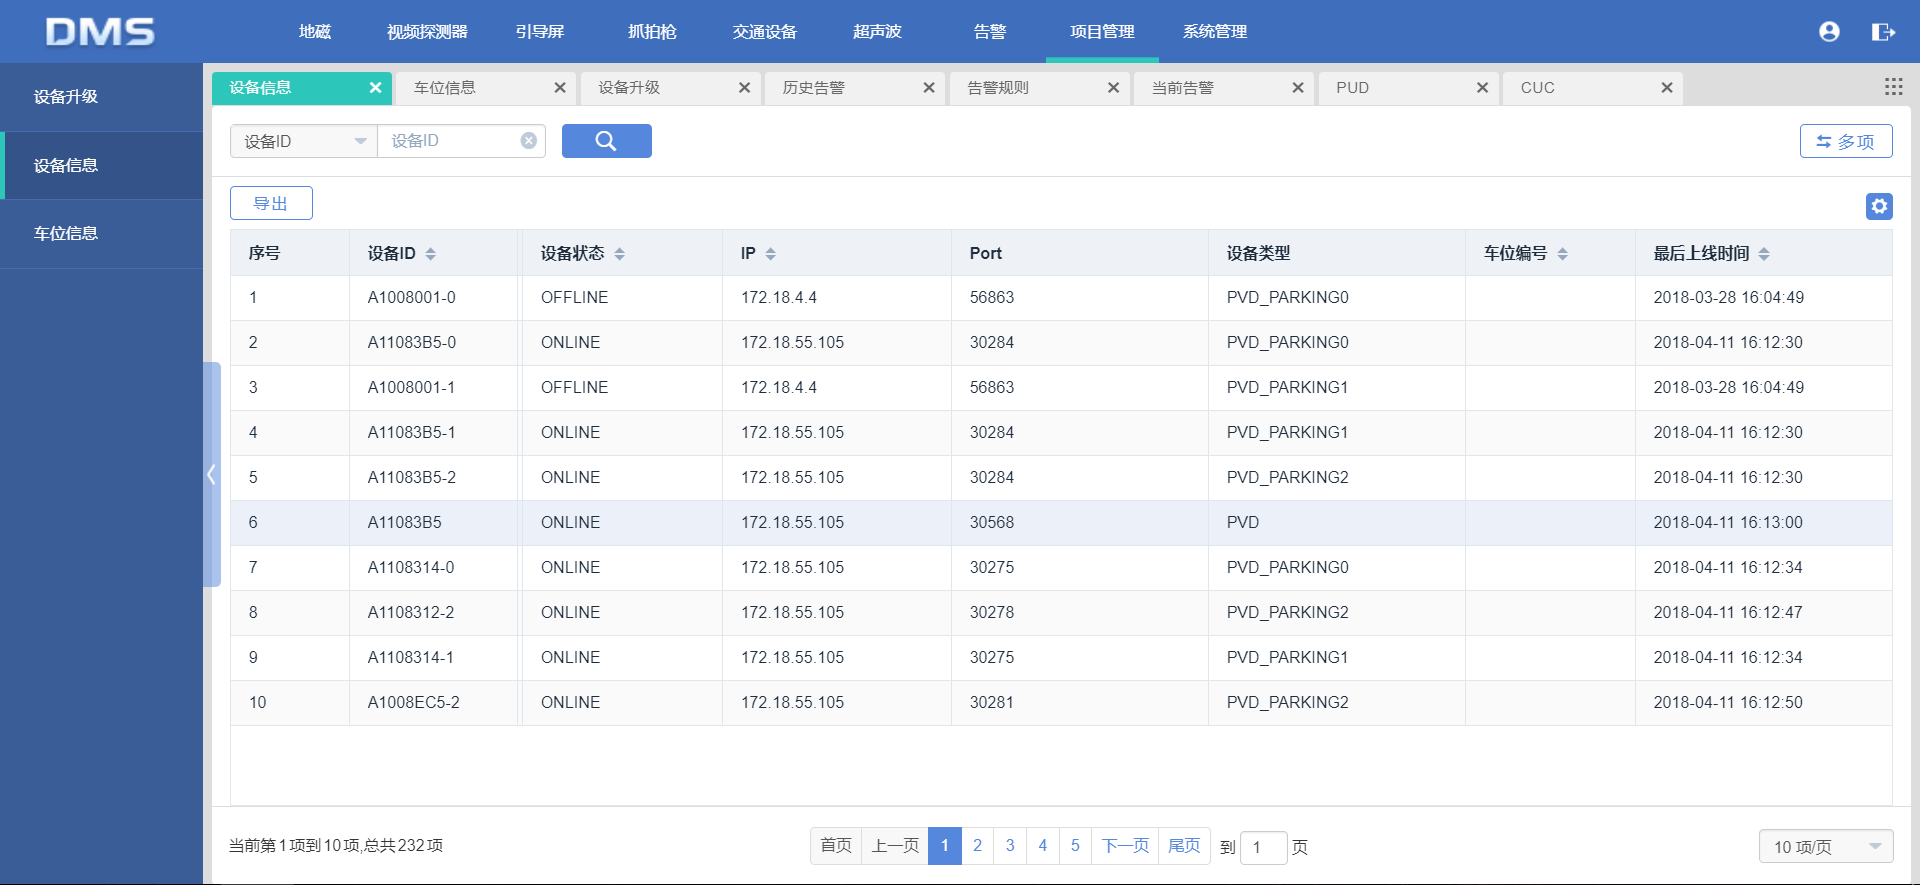 DMS 地磁 视频探测器 引导屏 抓拍枪 交通设备 超声波 告警 项目管理 系统管理
设备升级
设备信息
车位信息
设备信息 车位信息 设备升级 历史告警 告警规则 当前告警 PUD CUC
设备ID 设备ID 多项
导出
序号 设备ID 设备状态 IP Port 设备类型 车位编号 最后上线时间
1 A1008001-0 OFFLINE 172.18.4.4 56863 PVD_PARKING0 2018-03-28 16:04:49
2 A11083B5-0 ONLINE 172.18.55.105 30284 PVD_PARKING0 2018-04-11 16:12:30
3 A1008001-1 OFFLINE 172.18.4.4 56863 PVD_PARKING1 2018-03-28 16:04:49
4 A11083B5-1 ONLINE 172.18.55.105 30284 PVD_PARKING1 2018-04-11 16:12:30
5 A11083B5-2 ONLINE 172.18.55.105 30284 PVD_PARKING2 2018-04-11 16:12:30
6 A11083B5 ONLINE 172.18.55.105 30568 PVD 2018-04-11 16:13:00
7 A1108314-0 ONLINE 172.18.55.105 30275 PVD_PARKING0 2018-04-11 16:12:34
8 A1108312-2 ONLINE 172.18.55.105 30278 PVD_PARKING2 2018-04-11 16:12:47
9 A1108314-1 ONLINE 172.18.55.105 30275 PVD_PARKING1 2018-04-11 16:12:34
10 A1008EC5-2 ONLINE 172.18.55.105 30281 PVD_PARKING2 2018-04-11 16:12:50
当前第1项到10项,总共232项 首页 上一页 1 2 3 4 5 下一页 尾页 到 1 页 10 项/页